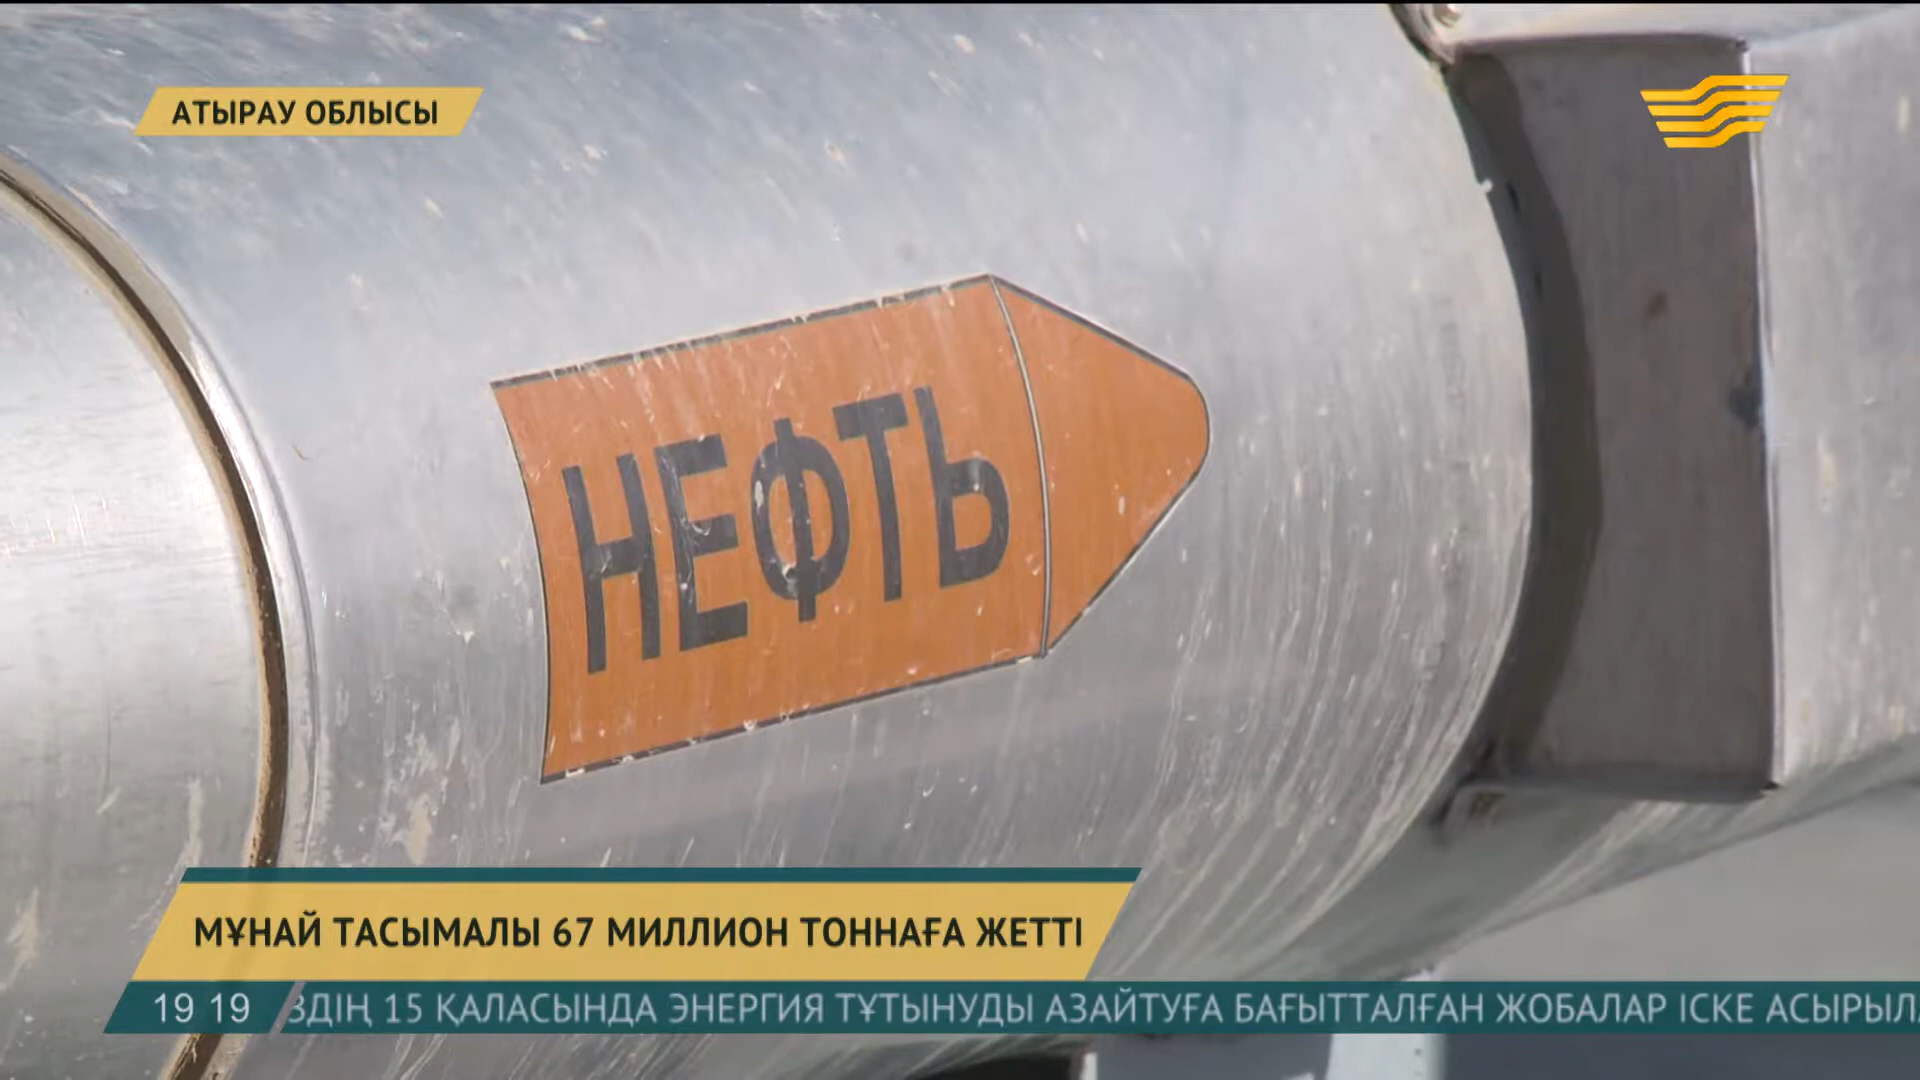 АТЫРАУ ОБЛЫСЫ
НЕФТЬ
МҰНАЙ ТАСЫМАЛЫ 67 МИЛЛИОН ТОННАҒА ЖЕТТІ
19 19
ЗДІҢ 15 ҚАЛАСЫНДА ЭНЕРГИЯ ТҰТЫНУДЫ АЗАЙТУҒА БАҒЫТТАЛҒАН ЖОБАЛАР ІСКЕ АСЫРЫЛ